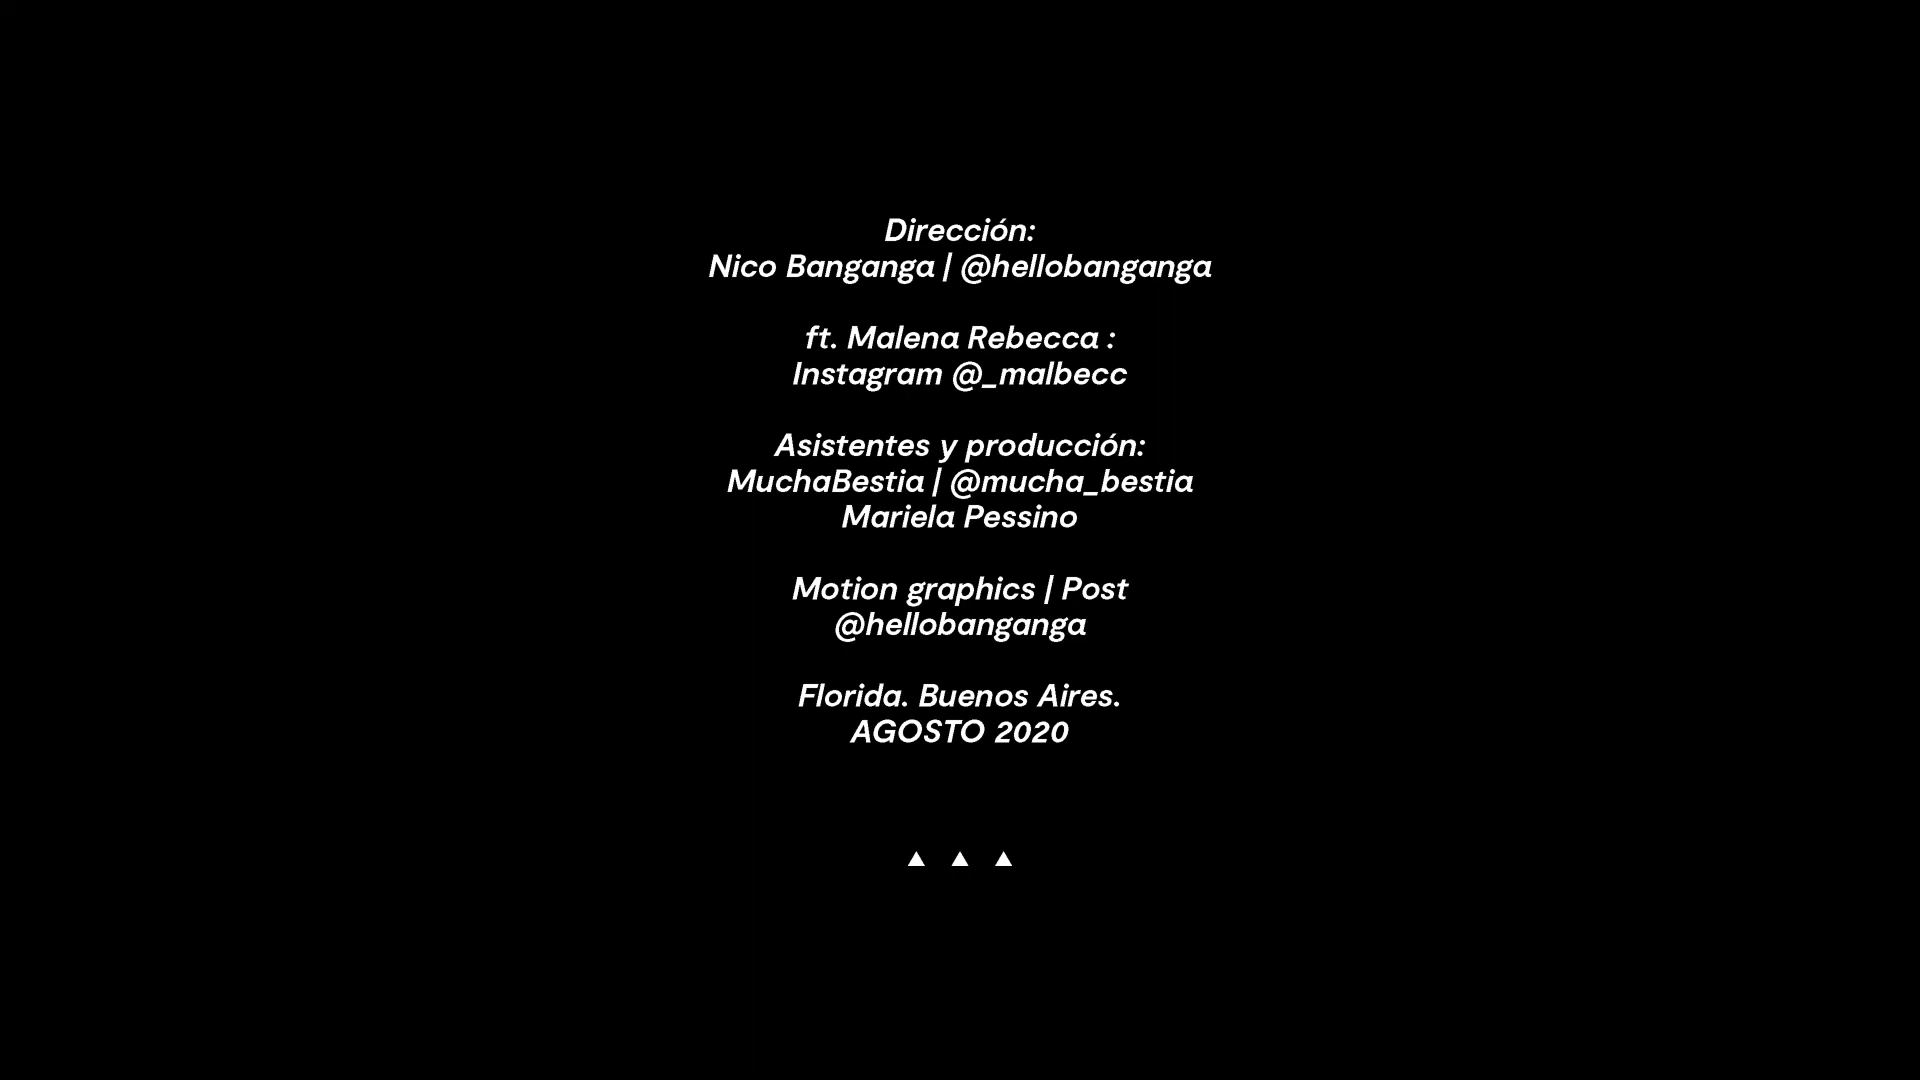 Dirección:
Nico Banganga | @hellobanganga
ft. Malena Rebecca :
Instagram @_malbecc
Asistentes y producción:
MuchaBestia | @mucha_bestia
Mariela Pessino
Motion graphics | Post
@hellobanganga
Florida. Buenos Aires.
AGOSTO 2020